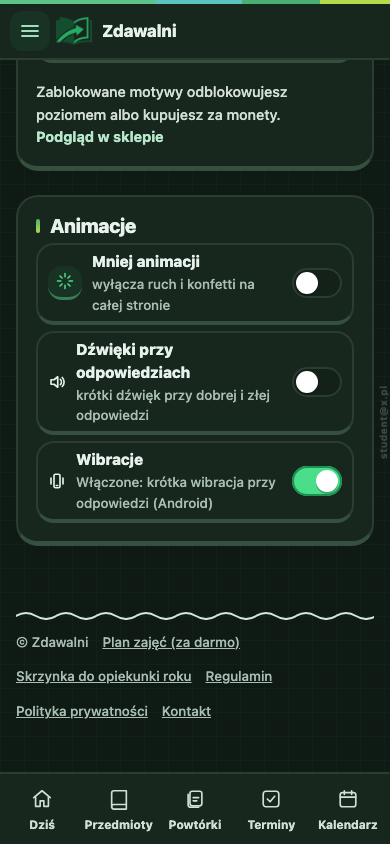 Zdawalni
Zablokowane motywy odblokowujesz
poziomem albo kupujesz za monety.
Podgląd w sklepie
Animacje
Mniej animacji
wyłącza ruch i konfetti na
całej stronie
Dźwięki przy
odpowiedziach
krótki dźwięk przy dobrej i złej
odpowiedzi
Wibracje
Włączone: krótka wibracja przy
odpowiedzi (Android)
student@x.pl
© Zdawalni Plan zajęć (za darmo)
Skrzynka do opiekunki roku Regulamin
Polityka prywatności Kontakt
Dziś Przedmioty Powtórki Terminy Kalendarz